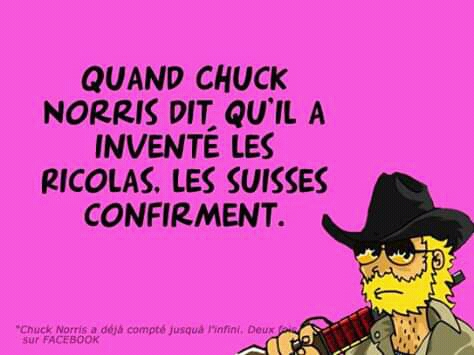 QUAND CHUCK
NORRIS DIT QU'IL A
INVENTÉ LES
RICOLAS, LES SUISSES
CONFIRMENT.
"Chuck Norris a déjà compté jusquà l'infini. Deux fois
sur FACEBOOK